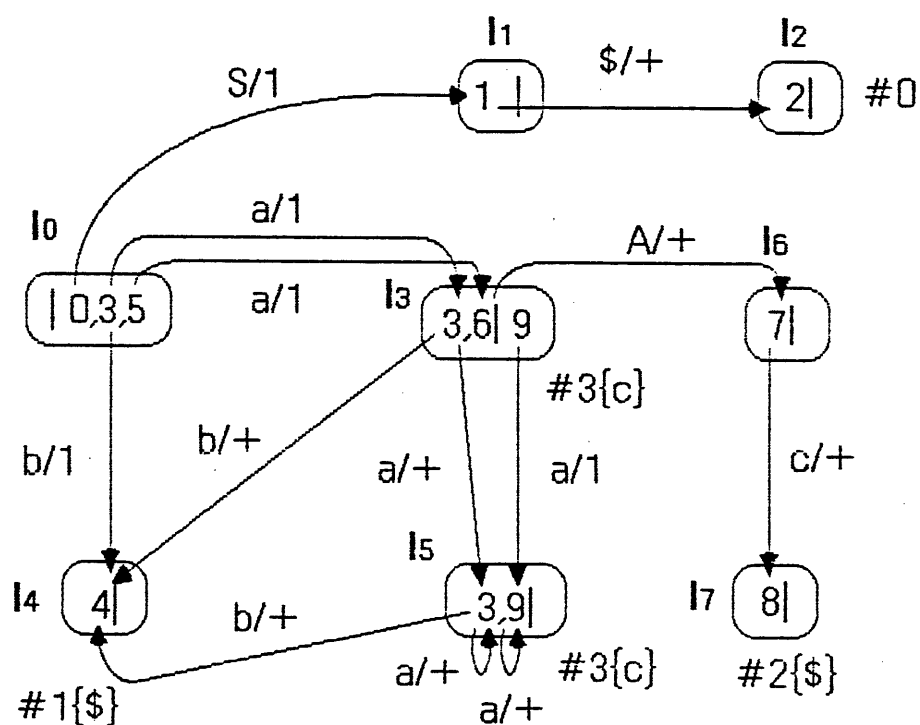 I1
I2
S/1
$/+
1 |
2|
#0
I0
a/1
A/+
I6
a/1
I3
| 0,3,5
3,6| 9
7|
#3{c}
b/1
b/+
a/+
a/1
c/+
I5
I4
4|
b/+
3,9|
I7
8|
a/+
#3{c}
#2{$}
#1{$}
a/+